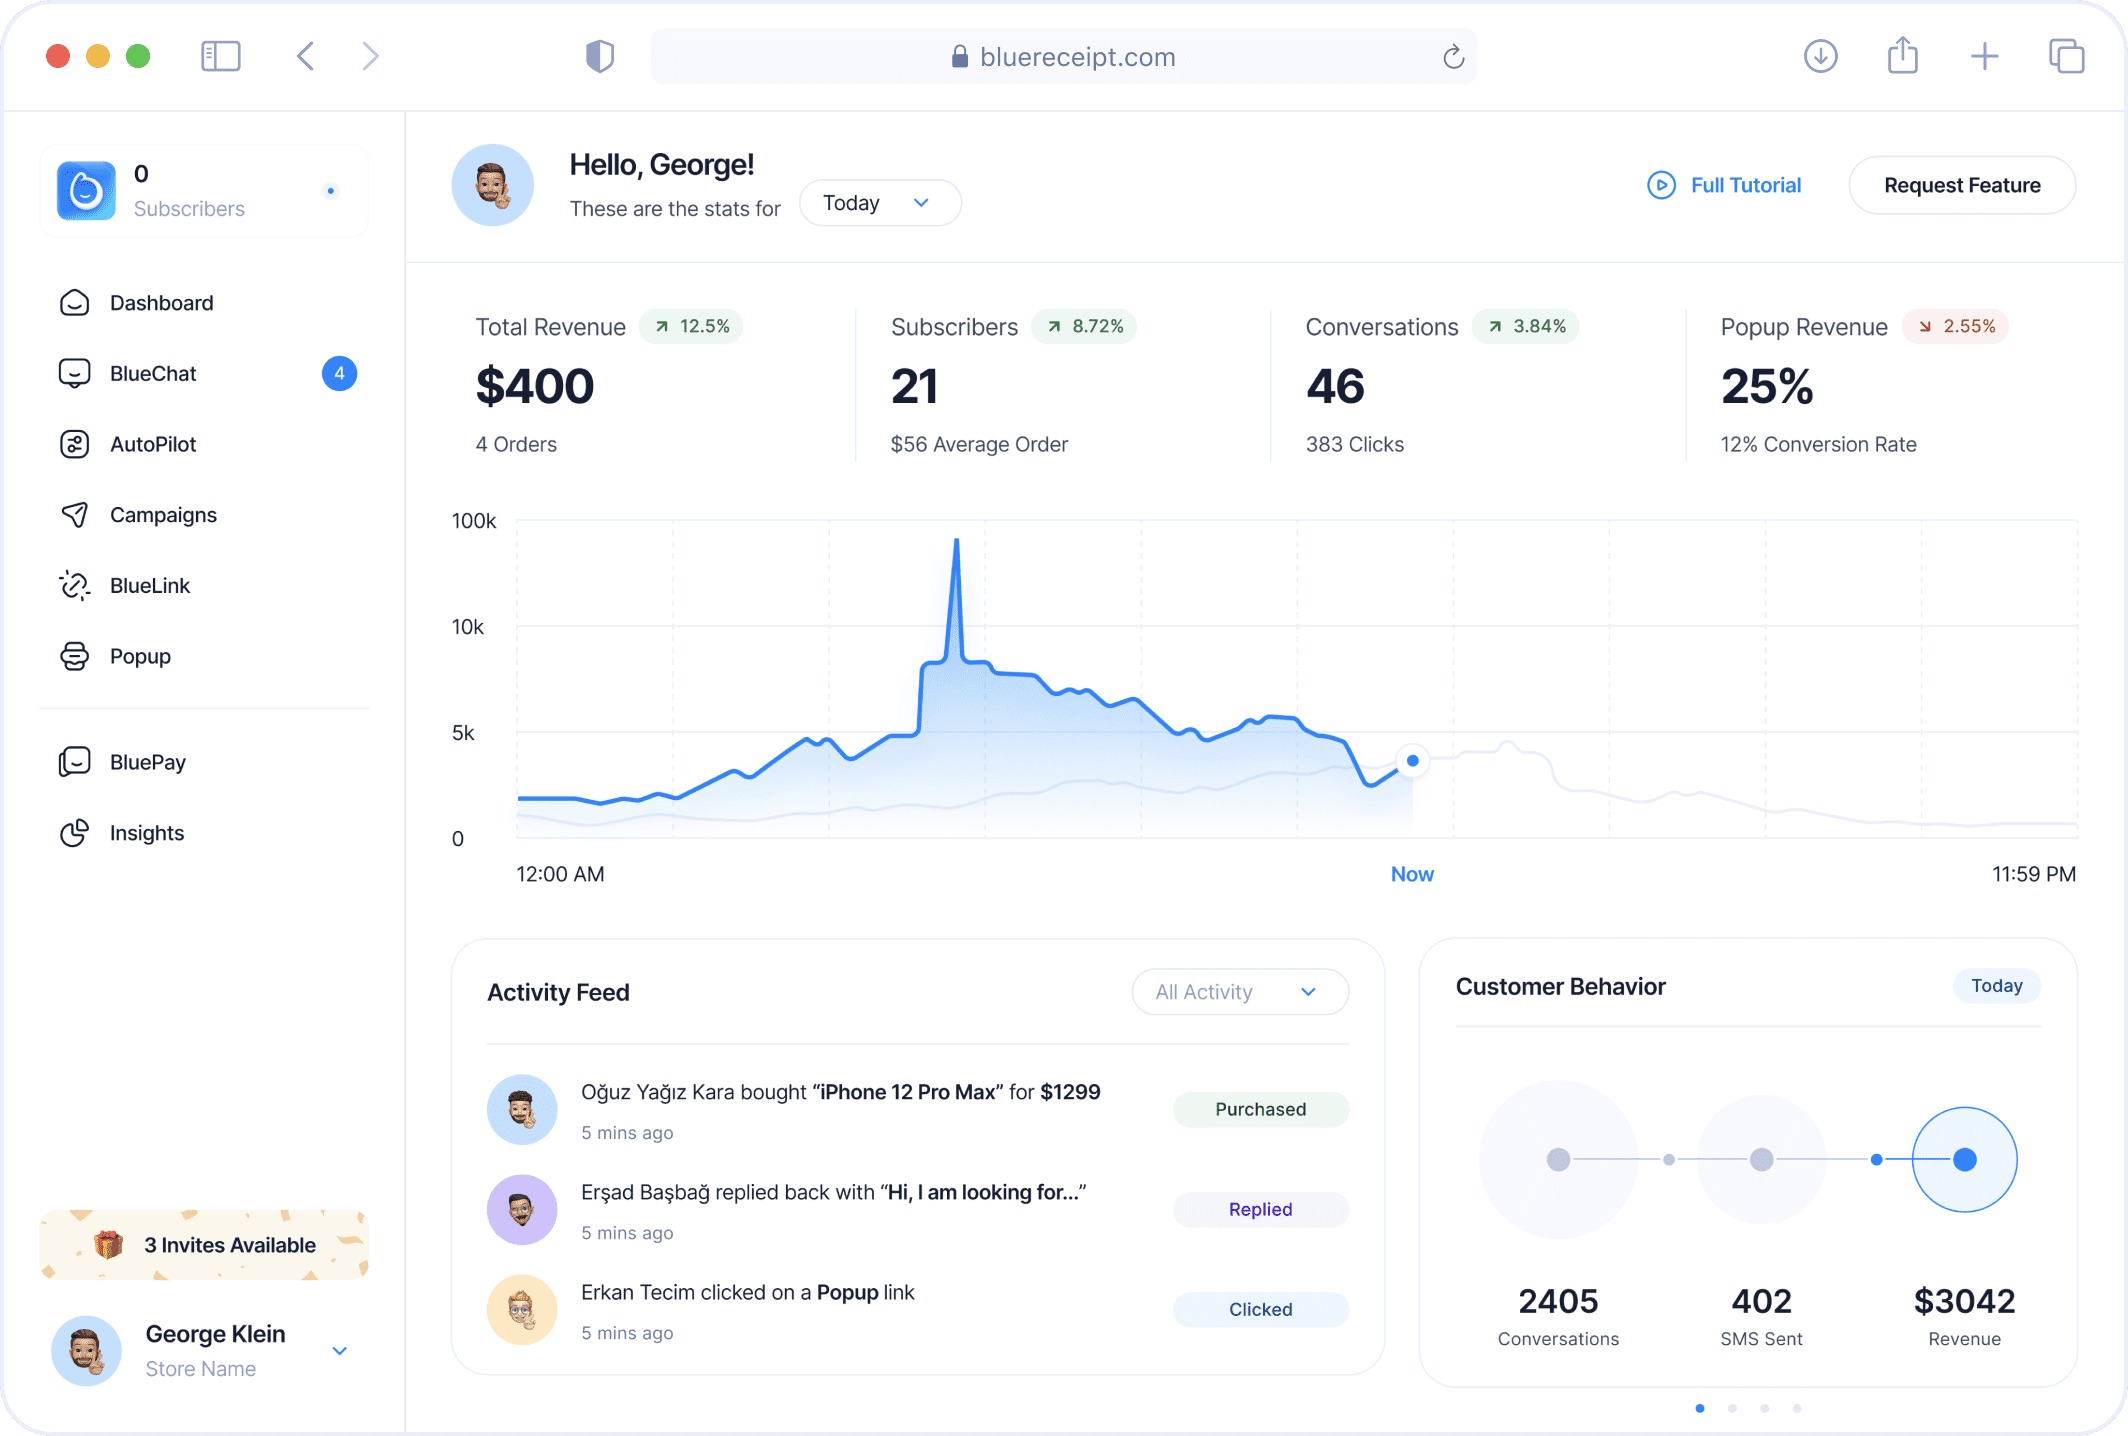 bluereceipt.com
0
Subscribers
Dashboard
BlueChat
4
AutoPilot
Campaigns
BlueLink
Popup
BluePay
Insights
3 Invites Available
George Klein
Store Name
Hello, George!
These are the stats for
Today
Full Tutorial
Request Feature
Total Revenue
12.5%
$400
4 Orders
Subscribers
8.72%
21
$56 Average Order
Conversations
3.84%
46
383 Clicks
Popup Revenue
2.55%
25%
12% Conversion Rate
100k
10k
5k
0
12:00 AM
Now
11:59 PM
Activity Feed
All Activity
Oğuz Yağız Kara bought “iPhone 12 Pro Max” for $1299
5 mins ago
Purchased
Erşad Başbağ replied back with “Hi, I am looking for...”
5 mins ago
Replied
Erkan Tecim clicked on a Popup link
5 mins ago
Clicked
Customer Behavior
Today
2405
Conversations
402
SMS Sent
$3042
Revenue